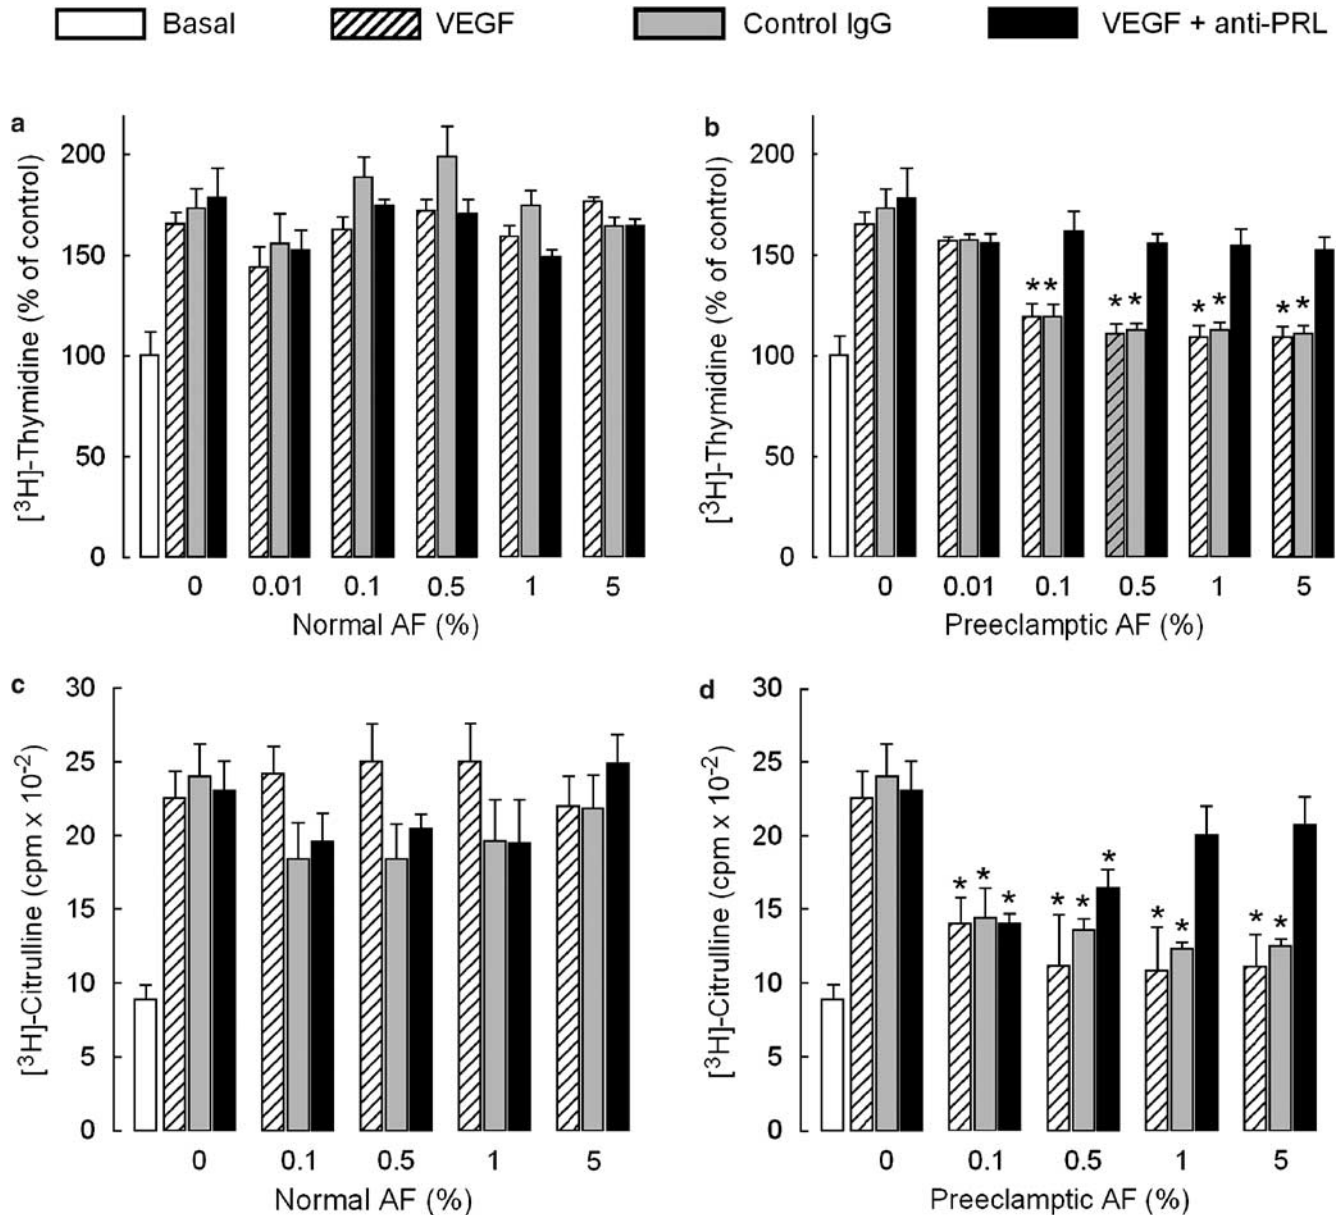 Basal VEGF Control IgG VEGF + anti-PRL
a
[³H]-Thymidine (% of control)
200
150
100
50
0
0 0.01 0.1 0.5 1 5
Normal AF (%)
b
[³H]-Thymidine (% of control)
200
150
100
50
0
* * * * * * * *
0 0.01 0.1 0.5 1 5
Preeclamptic AF (%)
c
[³H]-Citrulline (cpm x 10⁻²)
30
25
20
15
10
5
0
0 0.1 0.5 1 5
Normal AF (%)
d
[³H]-Citrulline (cpm x 10⁻²)
30
25
20
15
10
5
0
* * * * * * * * * *
0 0.1 0.5 1 5
Preeclamptic AF (%)